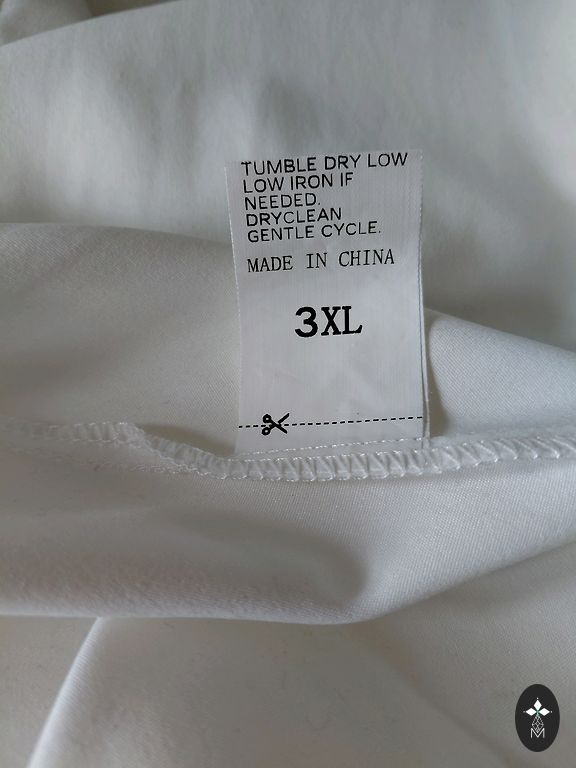 TUMBLE DRY LOW
LOW IRON IF
NEEDED.
DRYCLEAN
GENTLE CYCLE.
MADE IN CHINA
3XL
M